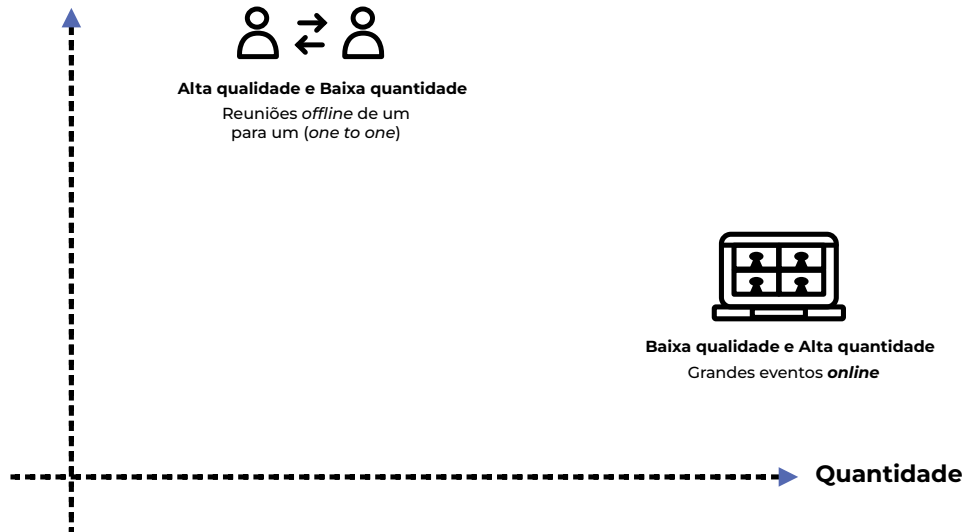 Alta qualidade e Baixa quantidade
Reuniões offline de um
para um (one to one)
Baixa qualidade e Alta quantidade
Grandes eventos online
Quantidade